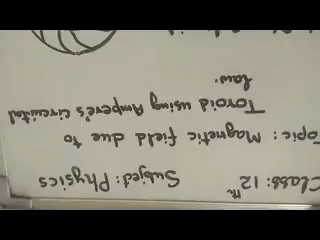 Class: 12th Subject: Physics
Topic: Magnetic field due to
Toroid using Ampere's circuital
law.